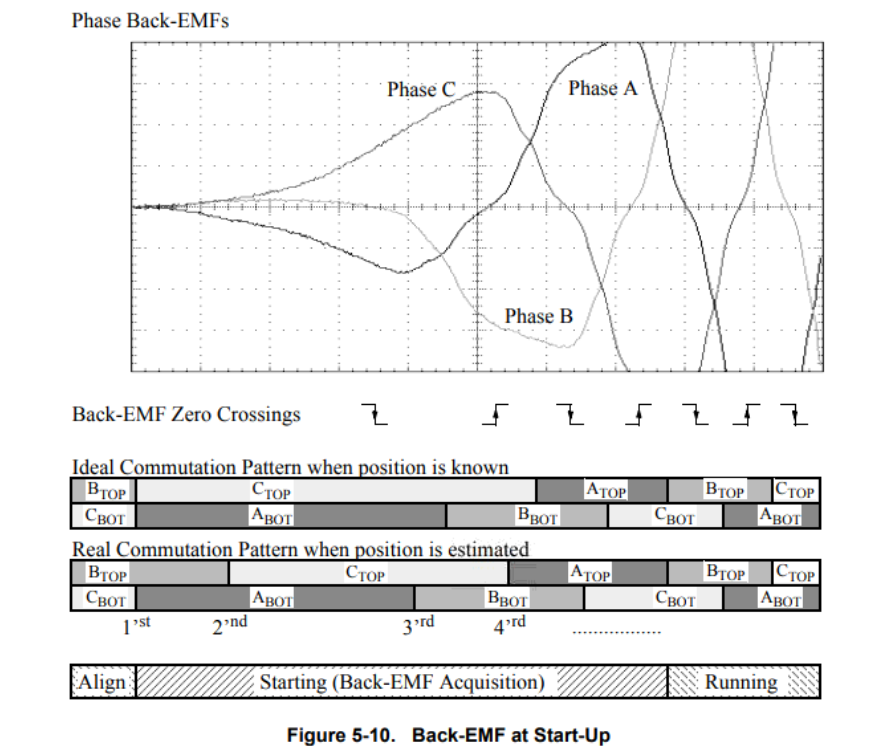 Phase Back-EMFs
Phase C
Phase A
Phase B
Back-EMF Zero Crossings
Ideal Commutation Pattern when position is known
BTOP CTOP ATOP BTOP CTOP
CBOT ABOT BBOT CBOT ABOT
Real Commutation Pattern when position is estimated
BTOP CTOP ATOP BTOP CTOP
CBOT ABOT BBOT CBOT ABOT
1'st 2'nd 3'rd 4'rd ..................
Align Starting (Back-EMF Acquisition) Running
Figure 5-10. Back-EMF at Start-Up